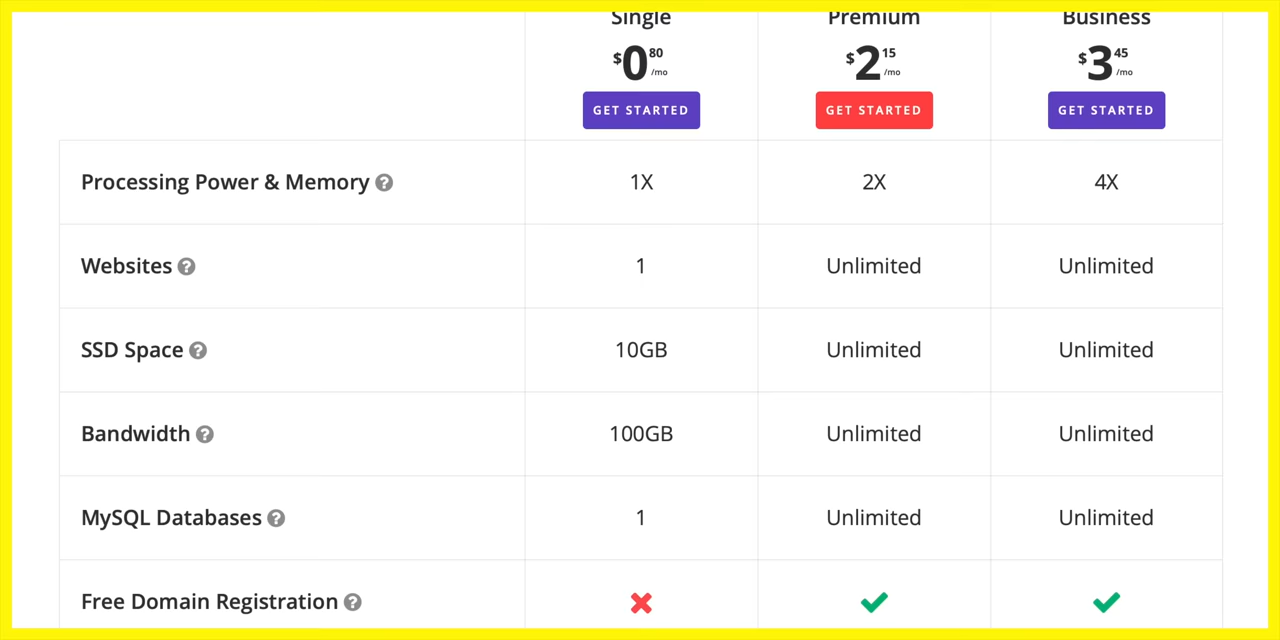 Single Premium Business
$0 80 /mo $2 15 /mo $3 45 /mo
GET STARTED GET STARTED GET STARTED
Processing Power & Memory ? 1X 2X 4X
Websites ? 1 Unlimited Unlimited
SSD Space ? 10GB Unlimited Unlimited
Bandwidth ? 100GB Unlimited Unlimited
MySQL Databases ? 1 Unlimited Unlimited
Free Domain Registration ?